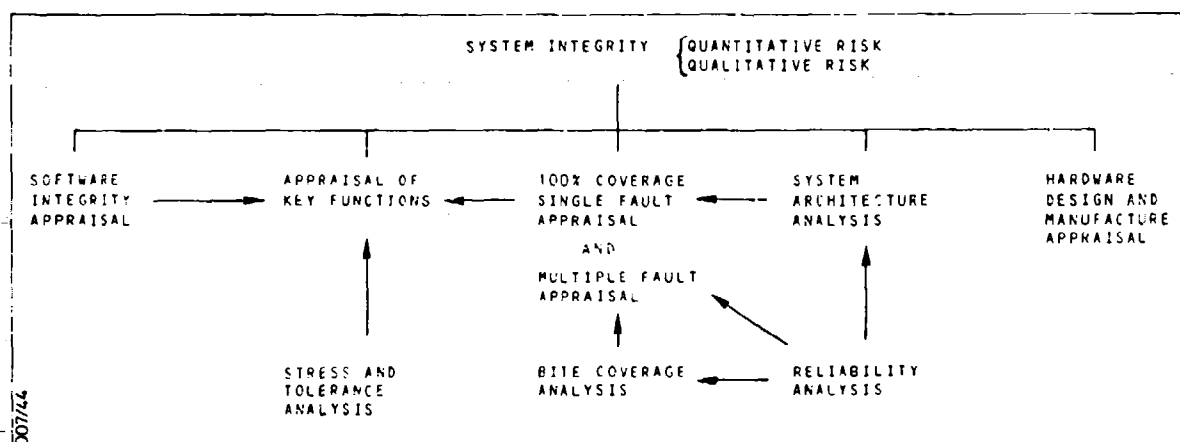 SYSTEM INTEGRITY
QUANTITATIVE RISK
QUALITATIVE RISK
SOFTWARE
INTEGRITY
APPRAISAL
APPRAISAL OF
KEY FUNCTIONS
100% COVERAGE
SINGLE FAULT
APPRAISAL
AND
MULTIPLE FAULT
APPRAISAL
SYSTEM
ARCHITECTURE
ANALYSIS
HARDWARE
DESIGN AND
MANUFACTURE
APPRAISAL
STRESS AND
TOLERANCE
ANALYSIS
BITE COVERAGE
ANALYSIS
RELIABILITY
ANALYSIS
007/44